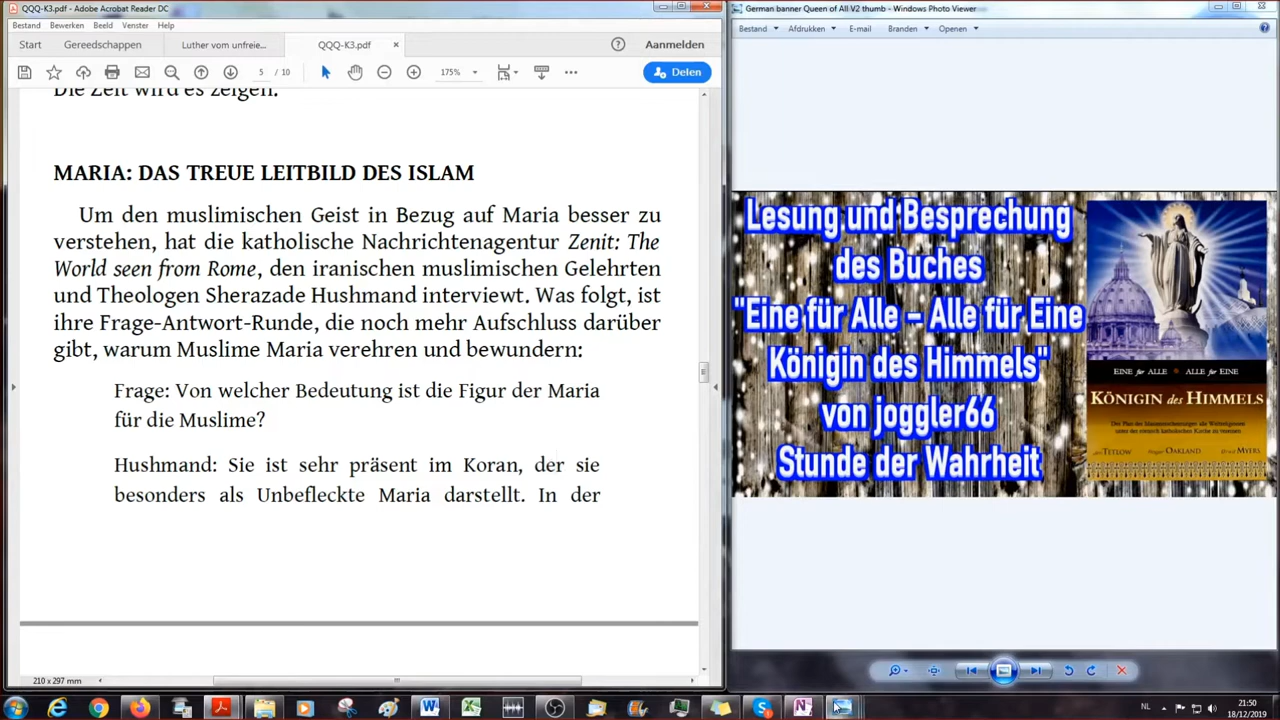 QQQ-K3.pdf - Adobe Acrobat Reader DC
Bestand Bewerken Beeld Venster Help
Start Gereedschappen Luther vom unfreie... QQQ-K3.pdf × Aanmelden
5 / 10 175% Delen
Die Zeit wird es zeigen.
MARIA: DAS TREUE LEITBILD DES ISLAM
Um den muslimischen Geist in Bezug auf Maria besser zu
verstehen, hat die katholische Nachrichtenagentur Zenit: The
World seen from Rome, den iranischen muslimischen Gelehrten
und Theologen Sherazade Hushmand interviewt. Was folgt, ist
ihre Frage-Antwort-Runde, die noch mehr Aufschluss darüber
gibt, warum Muslime Maria verehren und bewundern:
Frage: Von welcher Bedeutung ist die Figur der Maria
für die Muslime?
Hushmand: Sie ist sehr präsent im Koran, der sie
besonders als Unbefleckte Maria darstellt. In der
210 x 297 mm
German banner Queen of All V2 thumb - Windows Photo Viewer
Bestand Afdrukken E-mail Branden Openen
Lesung und Besprechung
des Buches
"Eine für Alle – Alle für Eine
Königin des Himmels"
von joggler66
Stunde der Wahrheit
EINE für ALLE • ALLE für EINE
KÖNIGIN des HIMMELS
TETLOW OAKLAND MYERS
NL 21:50
18/12/2019